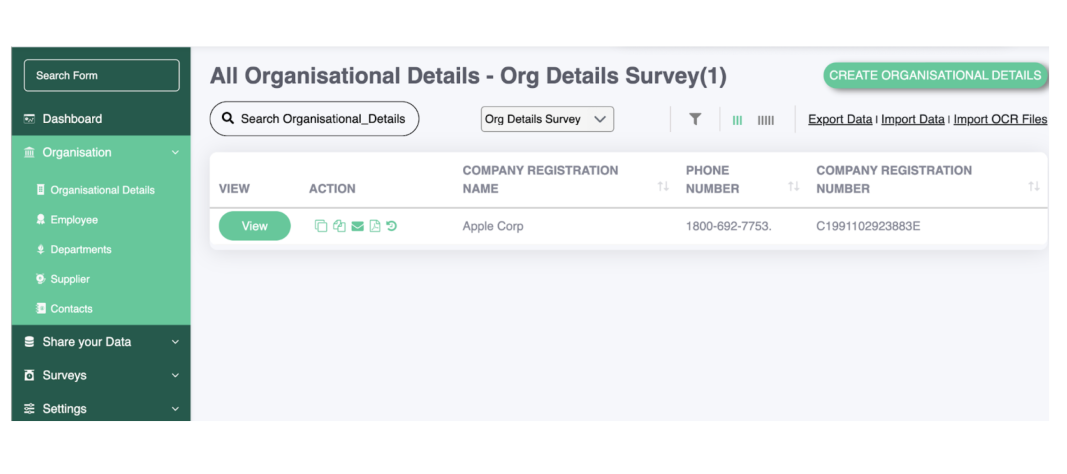 Search Form
Dashboard
Organisation
Organisational Details
Employee
Departments
Supplier
Contacts
Share your Data
Surveys
Settings
All Organisational Details - Org Details Survey(1)
CREATE ORGANISATIONAL DETAILS
Search Organisational_Details
Org Details Survey
Export Data | Import Data | Import OCR Files
VIEW ACTION COMPANY REGISTRATION NAME PHONE NUMBER COMPANY REGISTRATION NUMBER
View Apple Corp 1800-692-7753. C1991102923883E